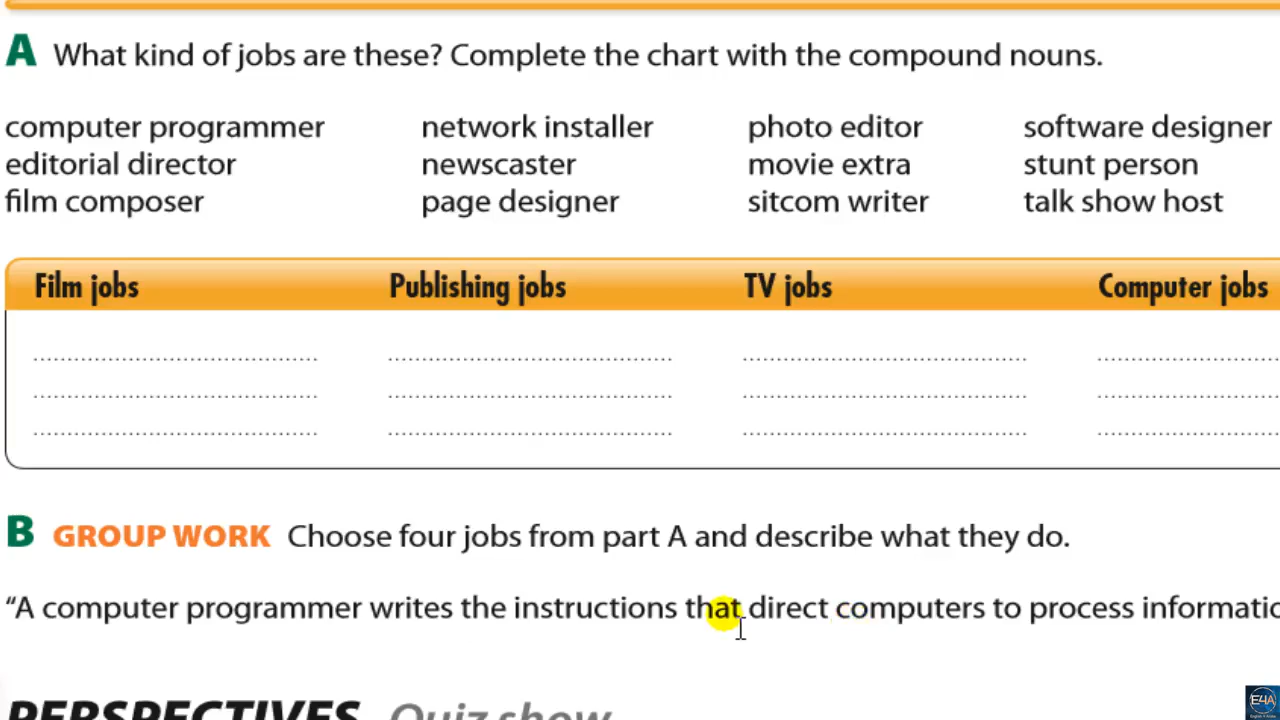 A What kind of jobs are these? Complete the chart with the compound nouns.
computer programmer network installer photo editor software designer
editorial director newscaster movie extra stunt person
film composer page designer sitcom writer talk show host
Film jobs Publishing jobs TV jobs Computer jobs
B GROUP WORK Choose four jobs from part A and describe what they do.
“A computer programmer writes the instructions that direct computers to process
PERSPECTIVES Quiz show
E4A